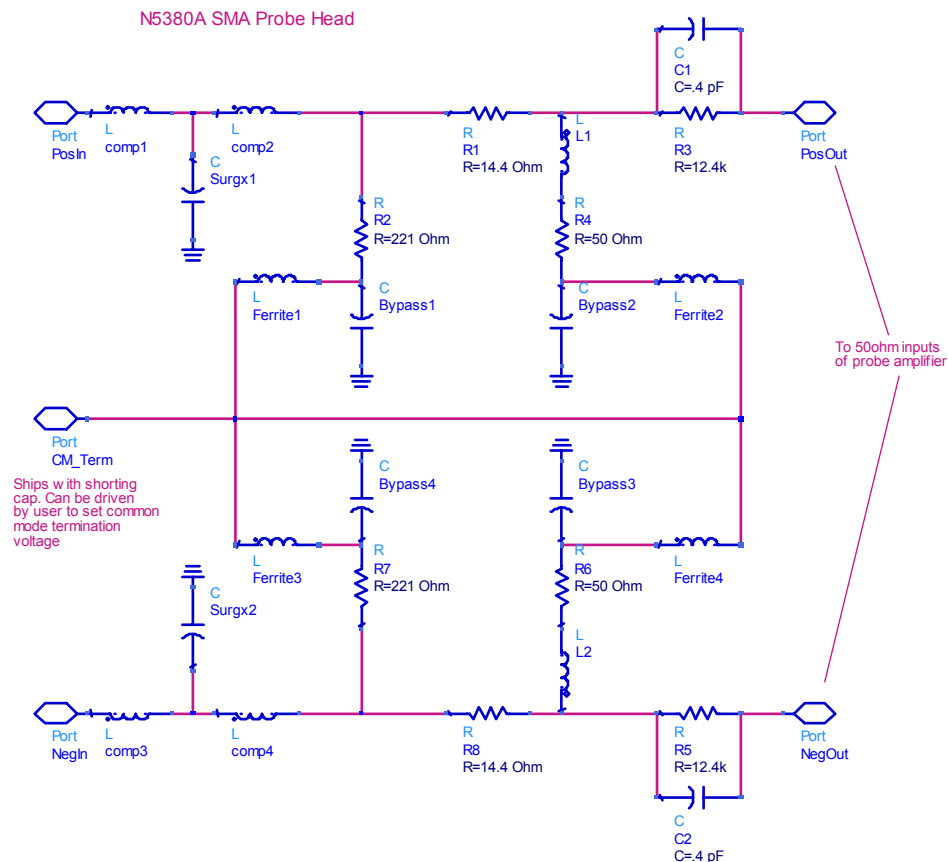 N5380A SMA Probe Head
C
C1
C=.4 pF
Port
PosIn
L
comp1
L
comp2
R
R1
R=14.4 Ohm
L
L1
R
R3
R=12.4k
Port
PosOut
C
Surgx1
R
R2
R=221 Ohm
R
R4
R=50 Ohm
L
Ferrite1
C
Bypass1
C
Bypass2
L
Ferrite2
To 50ohm inputs
of probe amplifier
Port
CM_Term
Ships with shorting
cap. Can be driven
by user to set common
mode termination
voltage
C
Bypass4
C
Bypass3
L
Ferrite3
R
R7
R=221 Ohm
R
R6
R=50 Ohm
L
Ferrite4
C
Surgx2
L
L2
Port
NegIn
L
comp3
L
comp4
R
R8
R=14.4 Ohm
R
R5
R=12.4k
Port
NegOut
C
C2
C=.4 pF